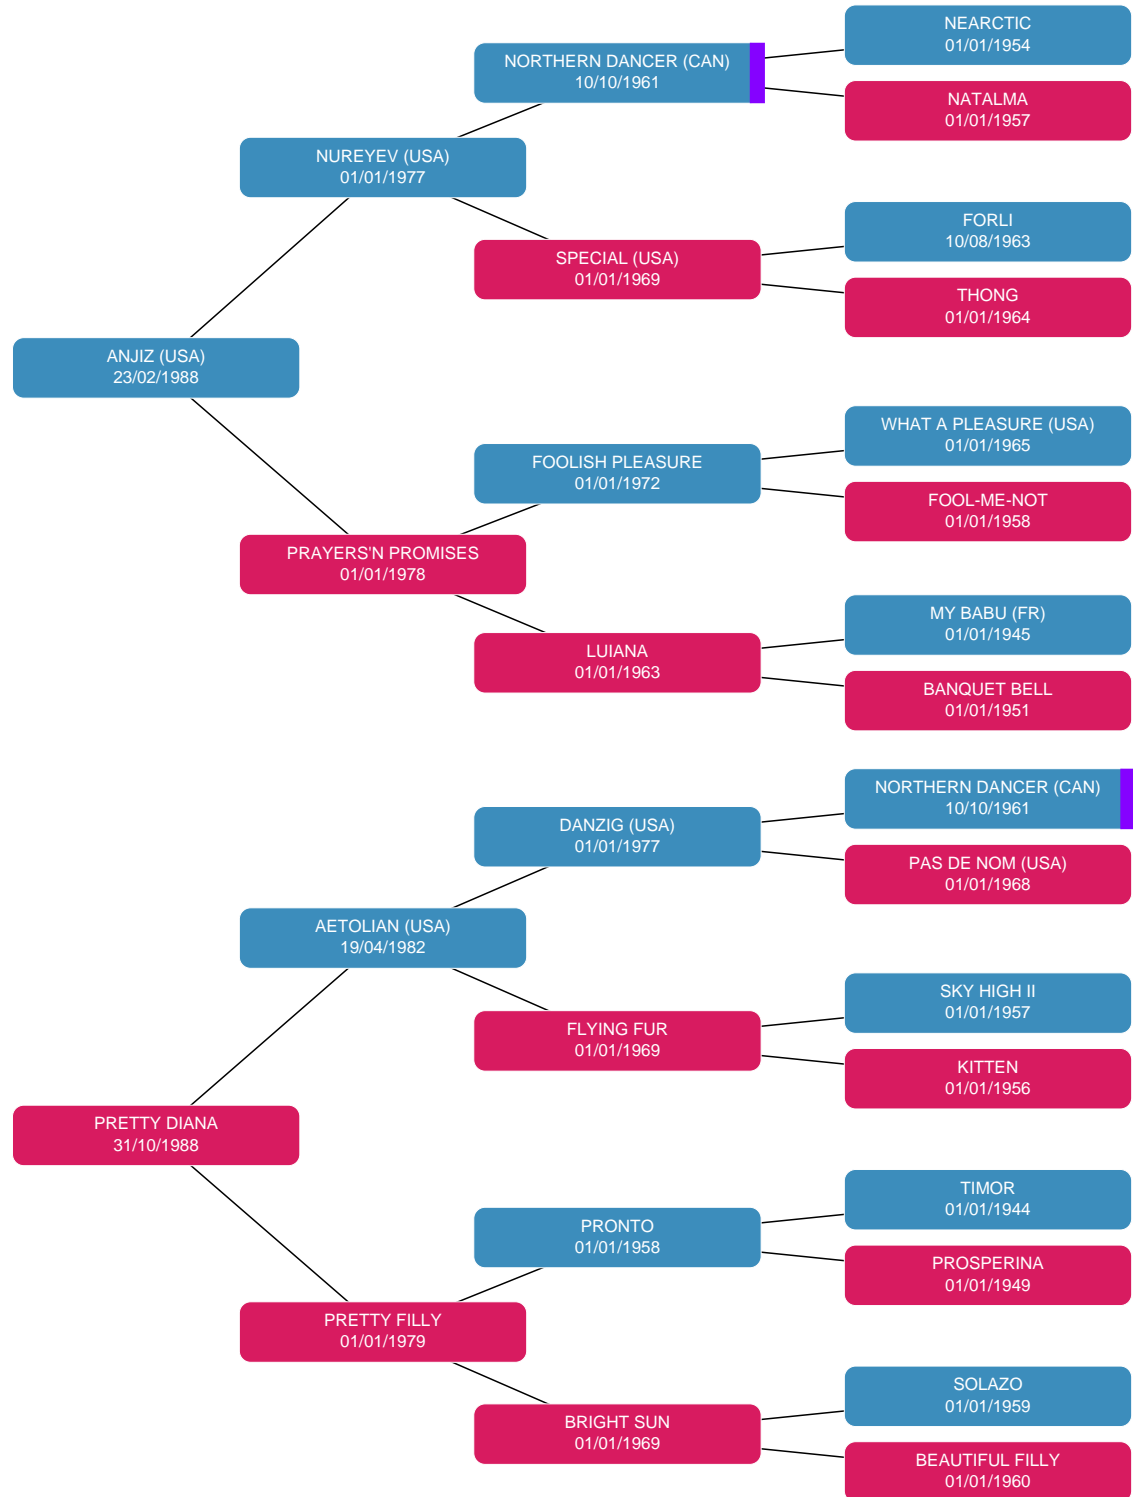 NEARCTIC
01/01/1954
NORTHERN DANCER (CAN)
10/10/1961
NATALMA
01/01/1957
NUREYEV (USA)
01/01/1977
FORLI
10/08/1963
SPECIAL (USA)
01/01/1969
THONG
01/01/1964
ANJIZ (USA)
23/02/1988
WHAT A PLEASURE (USA)
01/01/1965
FOOLISH PLEASURE
01/01/1972
FOOL-ME-NOT
01/01/1958
PRAYERS'N PROMISES
01/01/1978
MY BABU (FR)
01/01/1945
LUIANA
01/01/1963
BANQUET BELL
01/01/1951
NORTHERN DANCER (CAN)
10/10/1961
DANZIG (USA)
01/01/1977
PAS DE NOM (USA)
01/01/1968
AETOLIAN (USA)
19/04/1982
SKY HIGH II
01/01/1957
FLYING FUR
01/01/1969
KITTEN
01/01/1956
PRETTY DIANA
31/10/1988
TIMOR
01/01/1944
PRONTO
01/01/1958
PROSPERINA
01/01/1949
PRETTY FILLY
01/01/1979
SOLAZO
01/01/1959
BRIGHT SUN
01/01/1969
BEAUTIFUL FILLY
01/01/1960